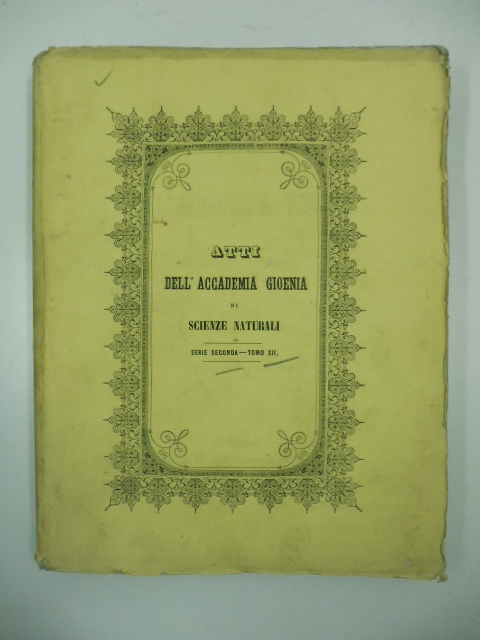 ATTI
DELL' ACCADEMIA GIOENIA
DI
SCIENZE NATURALI
SERIE SECONDA — TOMO XII.